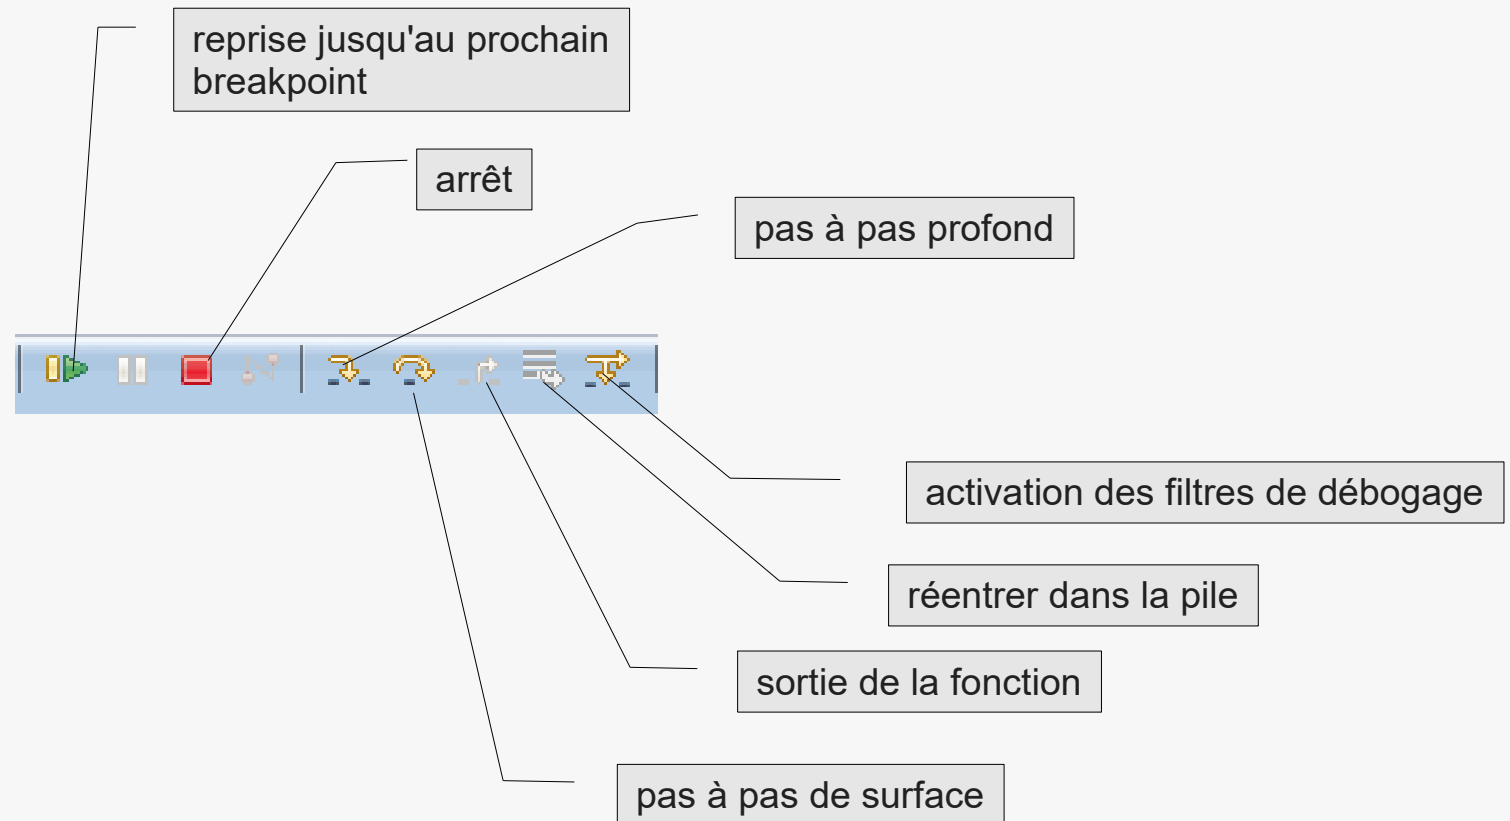 reprise jusqu'au prochain
breakpoint
arrêt
pas à pas profond
activation des filtres de débogage
réentrer dans la pile
sortie de la fonction
pas à pas de surface